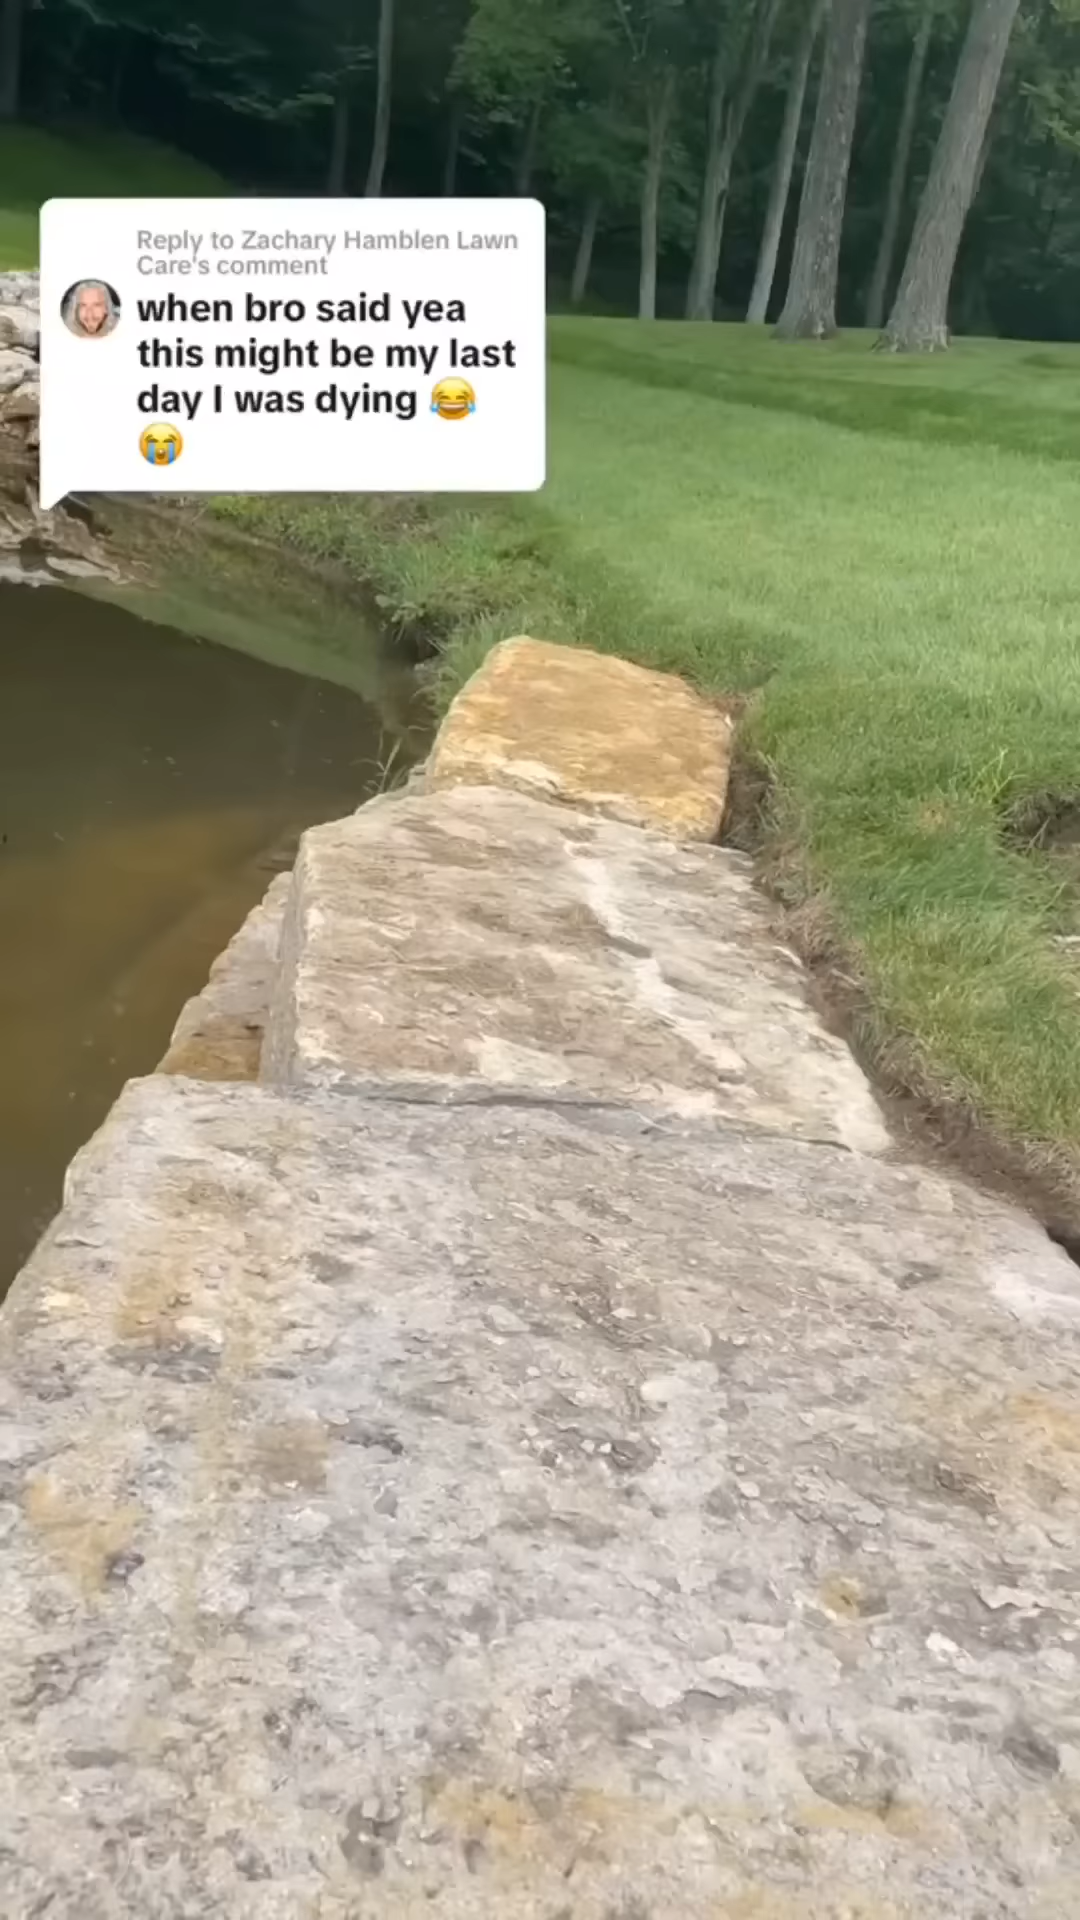 Reply to Zachary Hamblen Lawn
Care's comment
when bro said yea
this might be my last
day I was dying 😂
😭